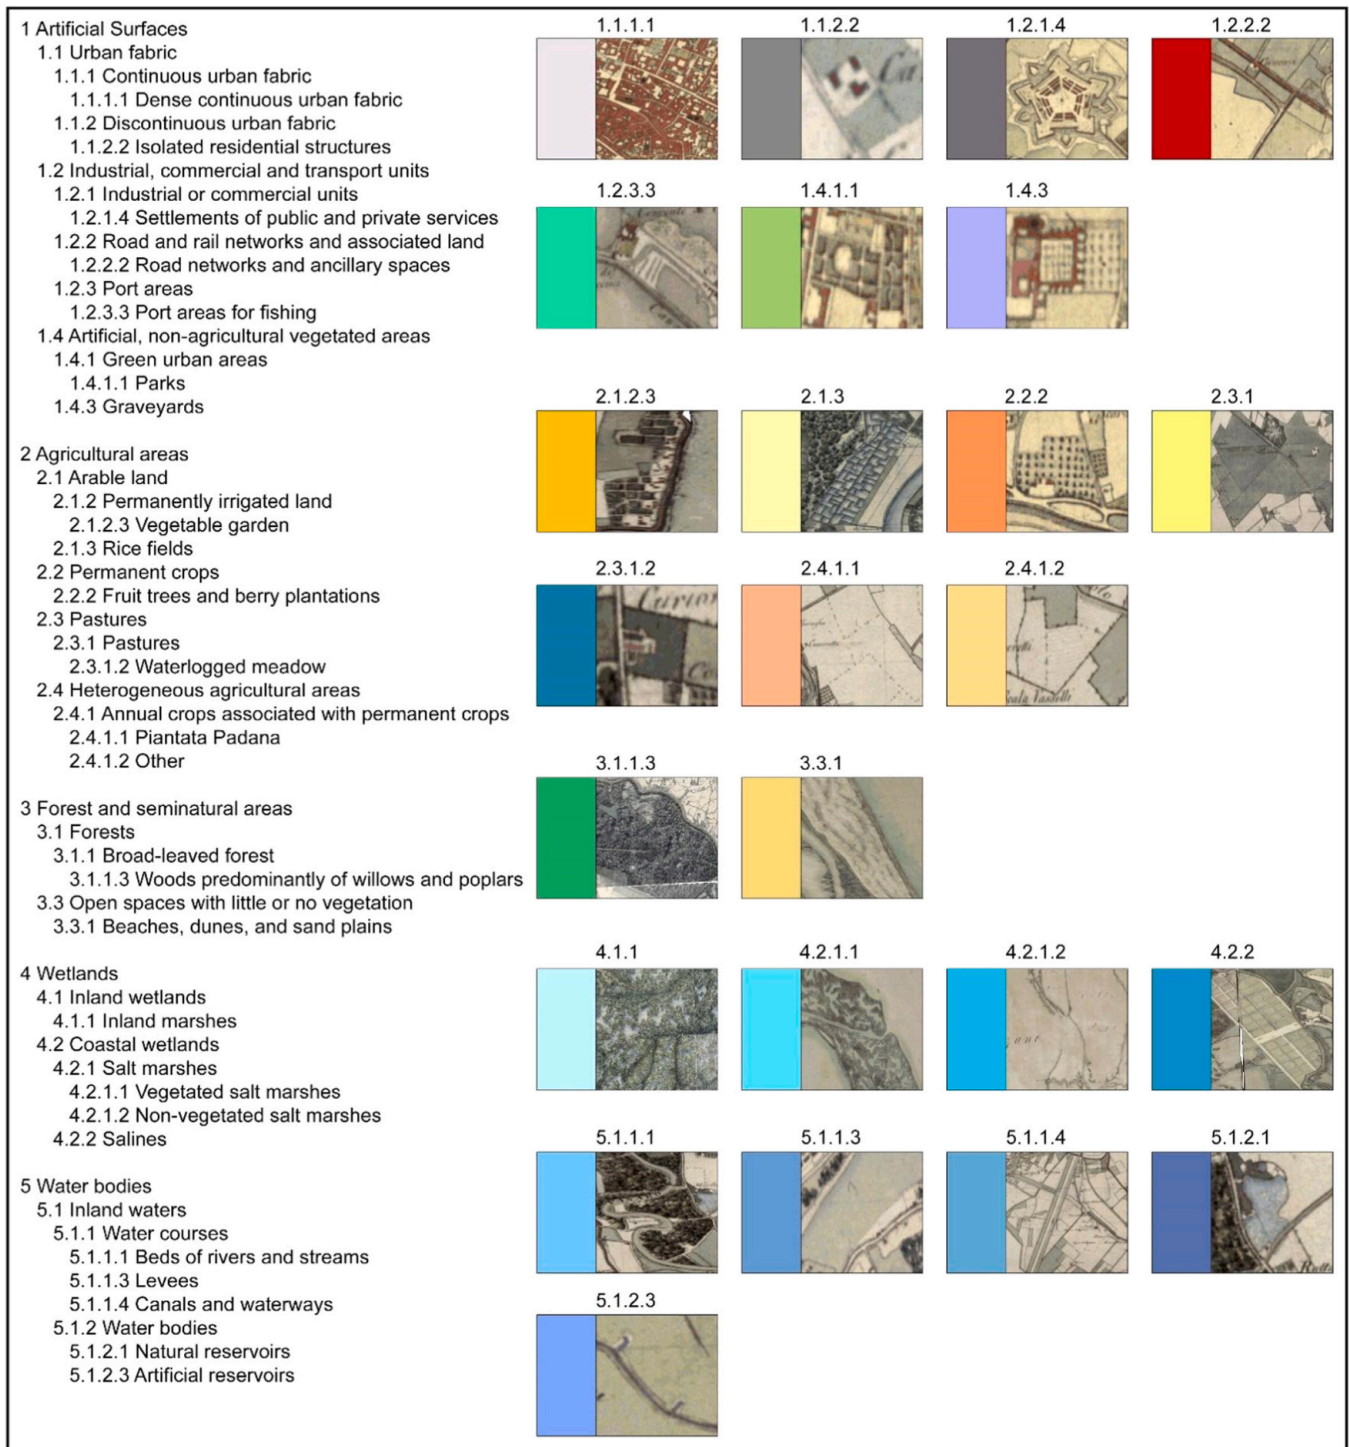 1 Artificial Surfaces
1.1 Urban fabric
1.1.1 Continuous urban fabric
1.1.1.1 Dense continuous urban fabric
1.1.2 Discontinuous urban fabric
1.1.2.2 Isolated residential structures
1.2 Industrial, commercial and transport units
1.2.1 Industrial or commercial units
1.2.1.4 Settlements of public and private services
1.2.2 Road and rail networks and associated land
1.2.2.2 Road networks and ancillary spaces
1.2.3 Port areas
1.2.3.3 Port areas for fishing
1.4 Artificial, non-agricultural vegetated areas
1.4.1 Green urban areas
1.4.1.1 Parks
1.4.3 Graveyards
2 Agricultural areas
2.1 Arable land
2.1.2 Permanently irrigated land
2.1.2.3 Vegetable garden
2.1.3 Rice fields
2.2 Permanent crops
2.2.2 Fruit trees and berry plantations
2.3 Pastures
2.3.1 Pastures
2.3.1.2 Waterlogged meadow
2.4 Heterogeneous agricultural areas
2.4.1 Annual crops associated with permanent crops
2.4.1.1 Piantata Padana
2.4.1.2 Other
3 Forest and seminatural areas
3.1 Forests
3.1.1 Broad-leaved forest
3.1.1.3 Woods predominantly of willows and poplars
3.3 Open spaces with little or no vegetation
3.3.1 Beaches, dunes, and sand plains
4 Wetlands
4.1 Inland wetlands
4.1.1 Inland marshes
4.2 Coastal wetlands
4.2.1 Salt marshes
4.2.1.1 Vegetated salt marshes
4.2.1.2 Non-vegetated salt marshes
4.2.2 Salines
5 Water bodies
5.1 Inland waters
5.1.1 Water courses
5.1.1.1 Beds of rivers and streams
5.1.1.3 Levees
5.1.1.4 Canals and waterways
5.1.2 Water bodies
5.1.2.1 Natural reservoirs
5.1.2.3 Artificial reservoirs
1.1.1.1 1.1.2.2 1.2.1.4 1.2.2.2
Ca
1.2.3.3 1.4.1.1 1.4.3
2.1.2.3 2.1.3 2.2.2 2.3.1
2.3.1.2 2.4.1.1 2.4.1.2
3.1.1.3 3.3.1
4.1.1 4.2.1.1 4.2.1.2 4.2.2
5.1.1.1 5.1.1.3 5.1.1.4 5.1.2.1
5.1.2.3